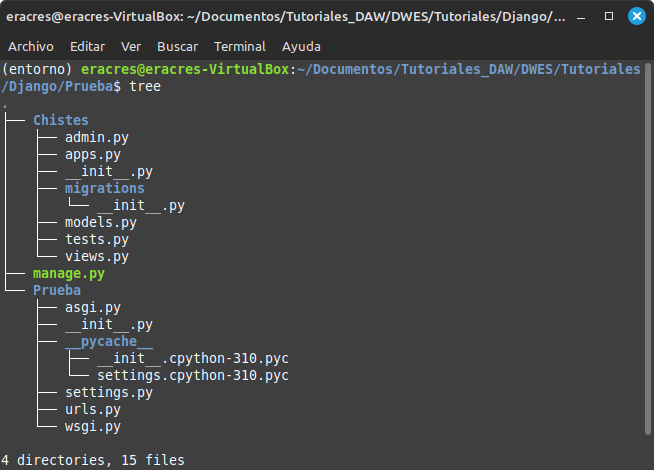 eracres@eracres-VirtualBox: ~/Documentos/Tutoriales_DAW/DWES/Tutoriales/Django/...
Archivo Editar Ver Buscar Terminal Ayuda
(entorno) eracres@eracres-VirtualBox:~/Documentos/Tutoriales_DAW/DWES/Tutoriales
/Django/Prueba$ tree
.
├── Chistes
│   ├── admin.py
│   ├── apps.py
│   ├── __init__.py
│   ├── migrations
│   │   └── __init__.py
│   ├── models.py
│   ├── tests.py
│   └── views.py
├── manage.py
└── Prueba
    ├── asgi.py
    ├── __init__.py
    ├── __pycache__
    │   ├── __init__.cpython-310.pyc
    │   └── settings.cpython-310.pyc
    ├── settings.py
    ├── urls.py
    └── wsgi.py
4 directories, 15 files